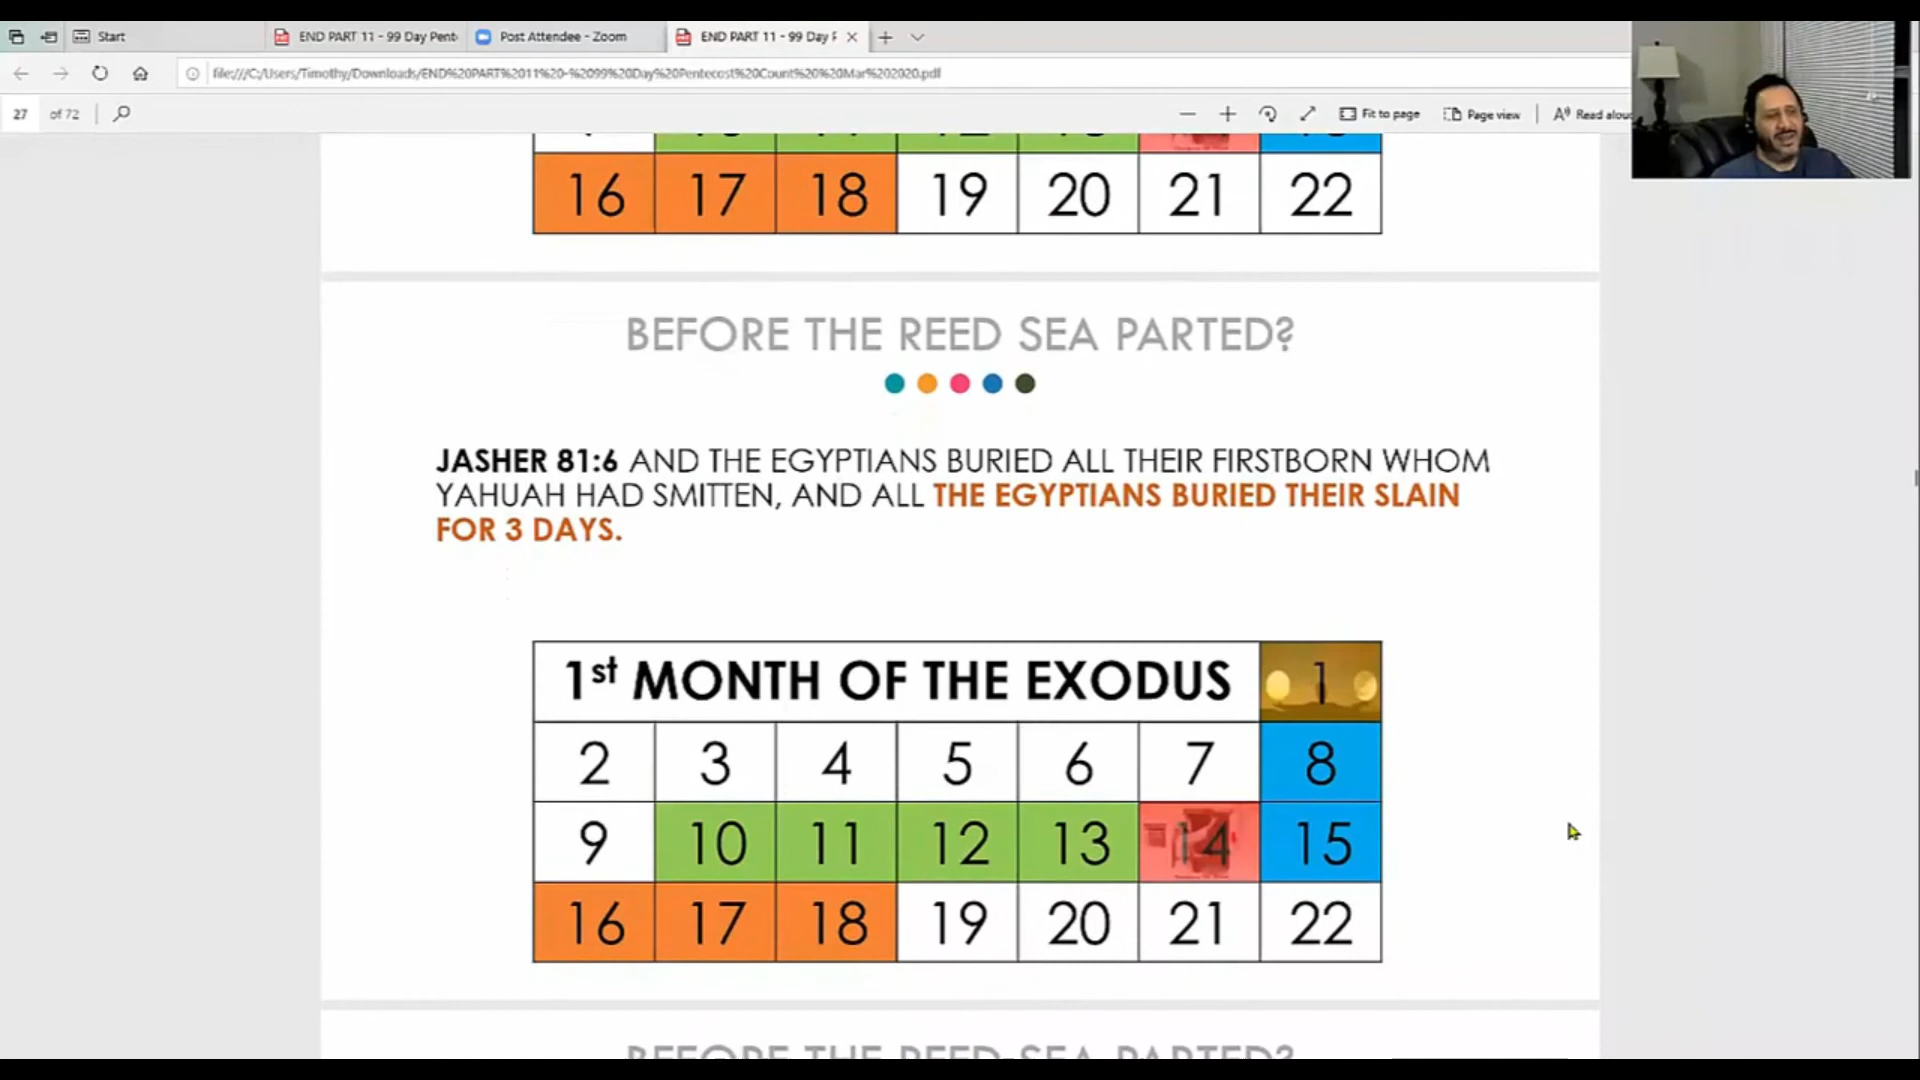 Start
END PART 11 - 99 Day Pent
Post Attendee - Zoom
END PART 11 - 99 Day F
file:///C:/Users/Timothy/Downloads/END%20PART%2011%20-%2099%20Day%20Pentecost%20Count%20%20Mar%202020.pdf
27 of 72
Fit to page
Page view
Read alou
16 17 18 19 20 21 22
BEFORE THE REED SEA PARTED?
JASHER 81:6 AND THE EGYPTIANS BURIED ALL THEIR FIRSTBORN WHOM
YAHUAH HAD SMITTEN, AND ALL THE EGYPTIANS BURIED THEIR SLAIN
FOR 3 DAYS.
1st MONTH OF THE EXODUS 1
2 3 4 5 6 7 8
9 10 11 12 13 14 15
16 17 18 19 20 21 22
BEFORE THE REED SEA PARTED?